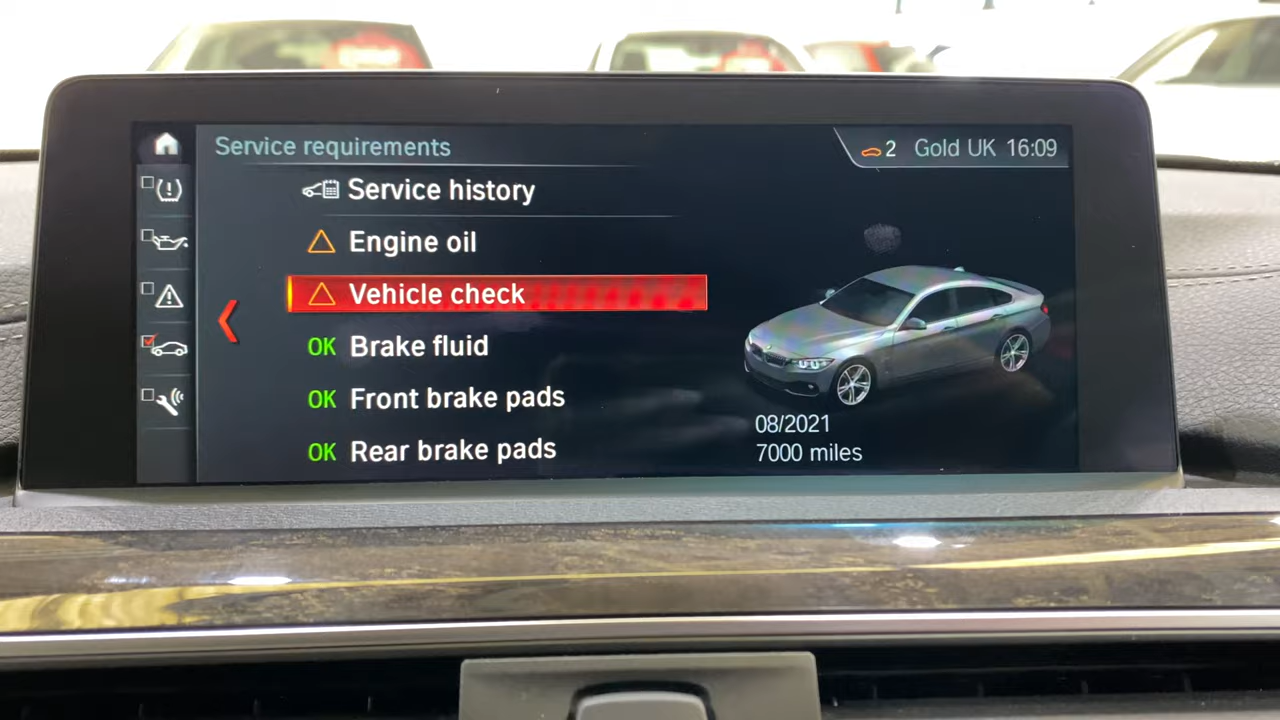 Service requirements
2 Gold UK 16:09
Service history
Engine oil
Vehicle check
OK Brake fluid
OK Front brake pads
OK Rear brake pads
08/2021
7000 miles